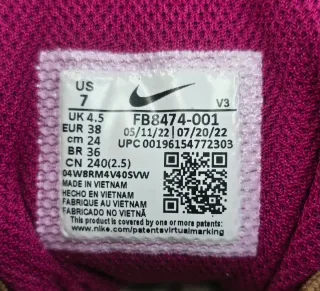 US
7
V3
UK 4.5
EUR 38
cm 24
BR 36
CN 240(2.5)
FB8474-001
05/11/22 | 07/20/22
UPC 00196154772303
04W8RM4V40SVW
MADE IN VIETNAM
HECHO EN VIETNAM
FABRIQUE AU VIETNAM
FABRICADO NO VIETNÃ
This product is covered by one or more patents:
www.nike.com/patentsvirtualmarking